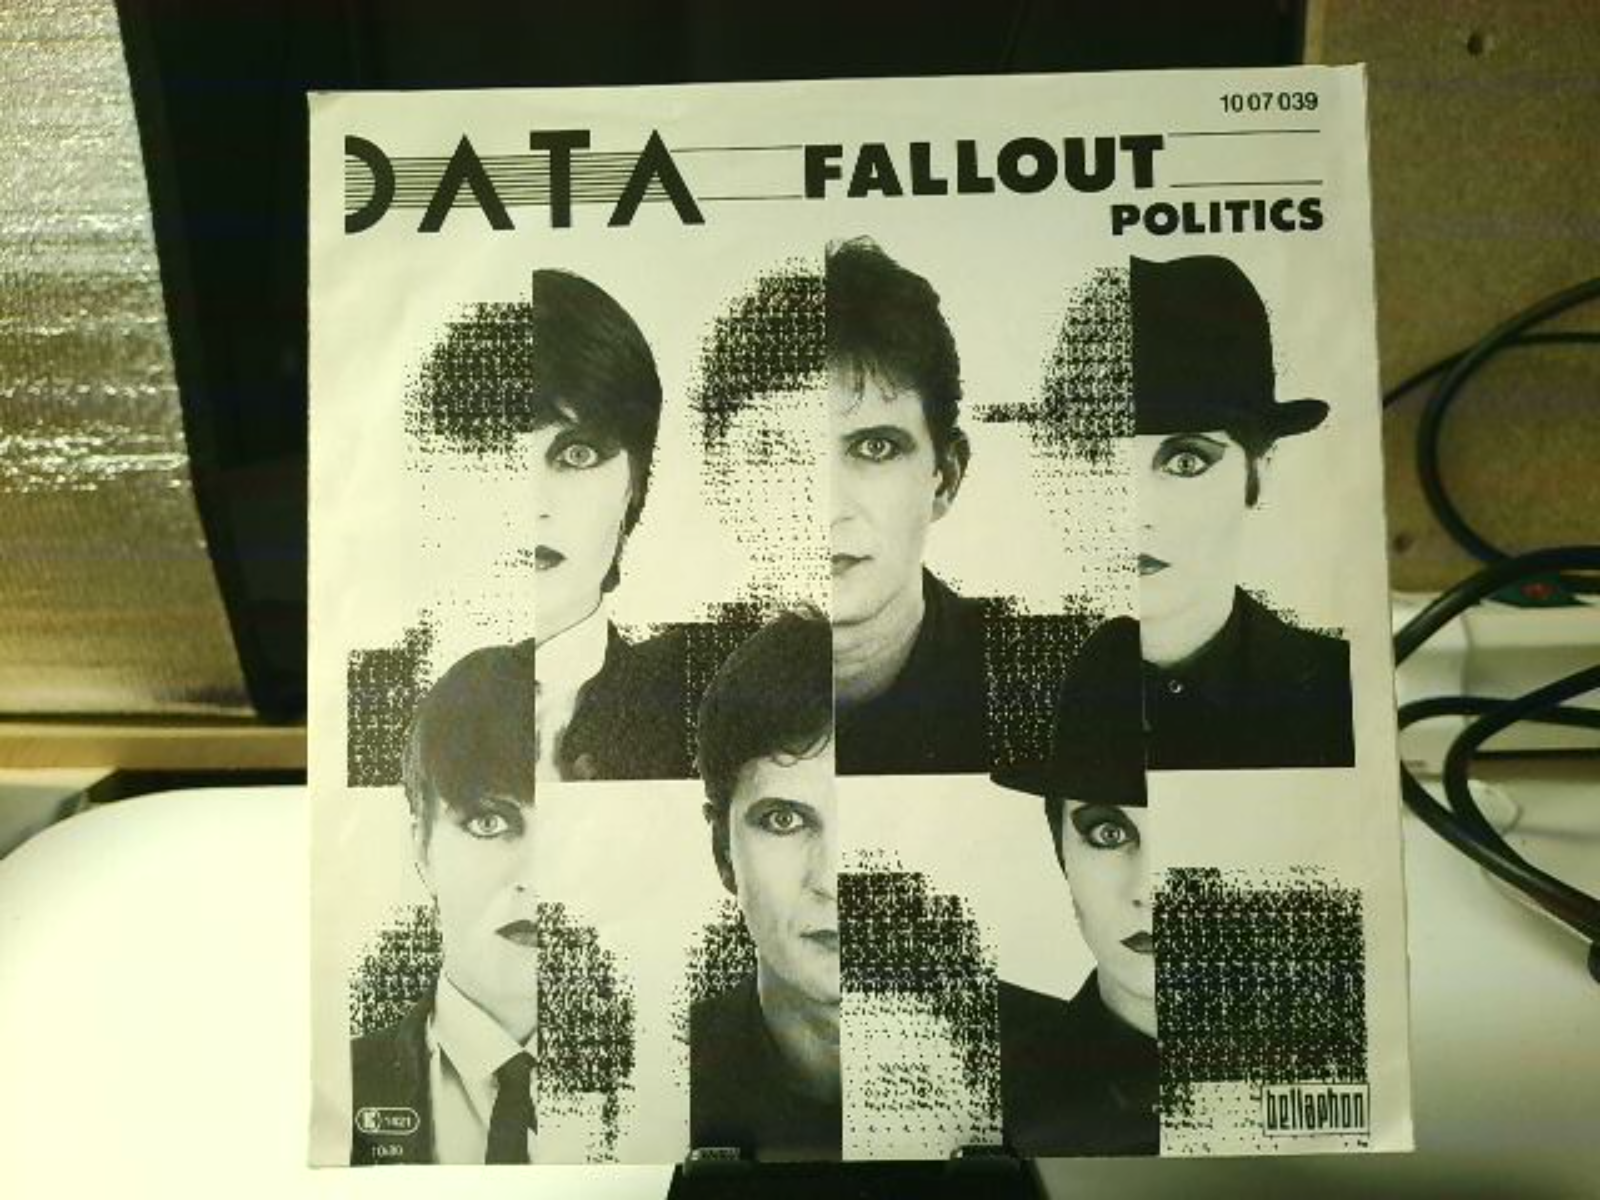 10 07 039
DATA FALLOUT
POLITICS
bellaphon